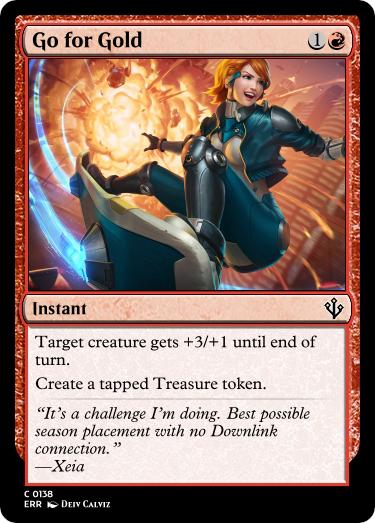 Go for Gold 1
Instant
Target creature gets +3/+1 until end of
turn.
Create a tapped Treasure token.
“It’s a challenge I’m doing. Best possible
season placement with no Downlink
connection.”
—Xeia
C 0138
ERR Deiv Calviz